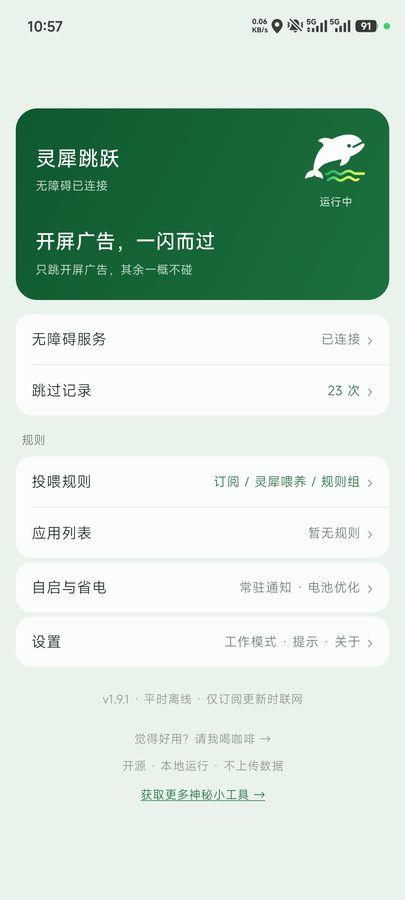 10:57
0.06 KB/s 5G 5G 91
灵犀跳跃
无障碍已连接
运行中
开屏广告，一闪而过
只跳开屏广告，其余一概不碰
无障碍服务 已连接 ›
跳过记录 23 次 ›
规则
投喂规则 订阅 / 灵犀喂养 / 规则组 ›
应用列表 暂无规则 ›
自启与省电 常驻通知 · 电池优化 ›
设置 工作模式 · 提示 · 关于 ›
v1.9.1 · 平时离线 · 仅订阅更新时联网
觉得好用？请我喝咖啡 →
开源 · 本地运行 · 不上传数据
获取更多神秘小工具 →